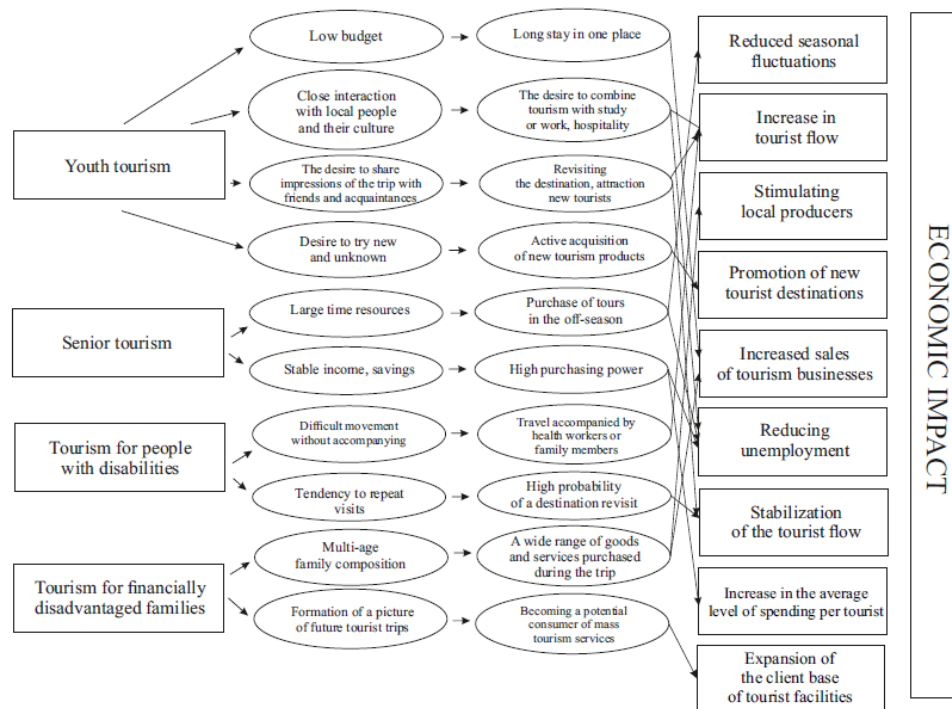 Low budget
Long stay in one place
Reduced seasonal
fluctuations
Close interaction
with local people
and their culture
The desire to combine
tourism with study
or work, hospitality
Increase in
tourist flow
Youth tourism
The desire to share
impressions of the trip with
friends and acquaintances
Revisiting
the destination, attraction
new tourists
Stimulating
local producers
Desire to try new
and unknown
Active acquisition
of new tourism products
Promotion of new
tourist destinations
Senior tourism
Large time resources
Purchase of tours
in the off-season
Stable income, savings
High purchasing power
Increased sales
of tourism businesses
Tourism for people
with disabilities
Difficult movement
without accompanying
Travel accompanied by
health workers or
family members
Reducing
unemployment
Tendency to repeat
visits
High probability
of a destination revisit
Stabilization
of the tourist flow
Tourism for financially
disadvantaged families
Multi-age
family composition
A wide range of goods
and services purchased
during the trip
Increase in the average
level of spending per tourist
Formation of a picture
of future tourist trips
Becoming a potential
consumer of mass
tourism services
Expansion of
the client base
of tourist facilities
ECONOMIC IMPACT